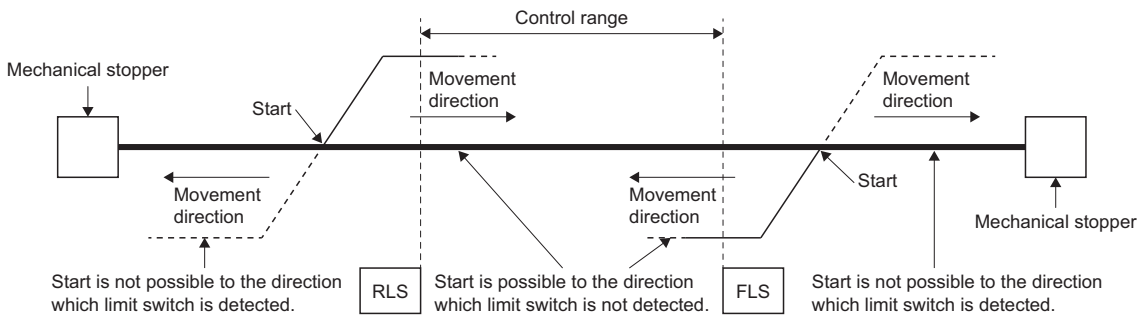 Control range
Mechanical stopper
Movement
direction
Movement
direction
Start
Movement
direction
Movement
direction
Start
Mechanical stopper
Start is not possible to the direction
which limit switch is detected.
RLS
Start is possible to the direction
which limit switch is not detected.
FLS
Start is not possible to the direction
which limit switch is detected.